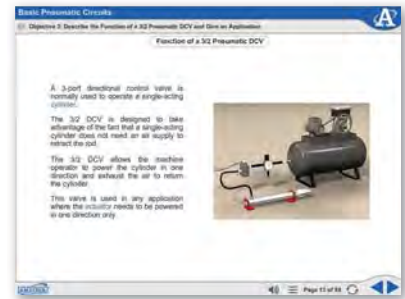 Basic Pneumatic Circuits
Objective 3: Describe the Function of a 3/2 Pneumatic DCV and Give an Application
Function of a 3/2 Pneumatic DCV
A 3-port directional control valve is
normally used to operate a single-acting
cylinder.
The 3/2 DCV is designed to take
advantage of the fact that a single-acting
cylinder does not need an air supply to
retract the rod.
The 3/2 DCV allows the machine
operator to power the cylinder in one
direction and exhaust the air to return
the cylinder.
This valve is used in any application
where the actuator needs to be powered
in one direction only.